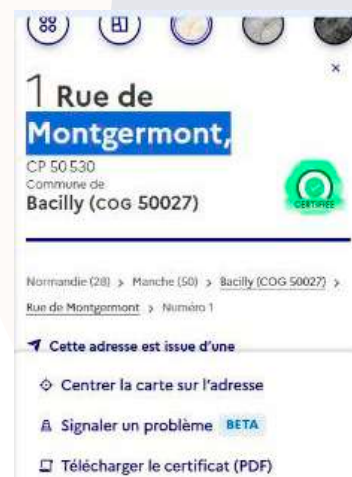 1 Rue de
Montgermont,
CP 50 530
Commune de
Bacilly (COG 50027)
CERTIFIÉE
Normandie (28) > Manche (50) > Bacilly (COG 50027) >
Rue de Montgermont > Numéro 1
Cette adresse est issue d'une
Centrer la carte sur l'adresse
Signaler un problème BETA
Télécharger le certificat (PDF)